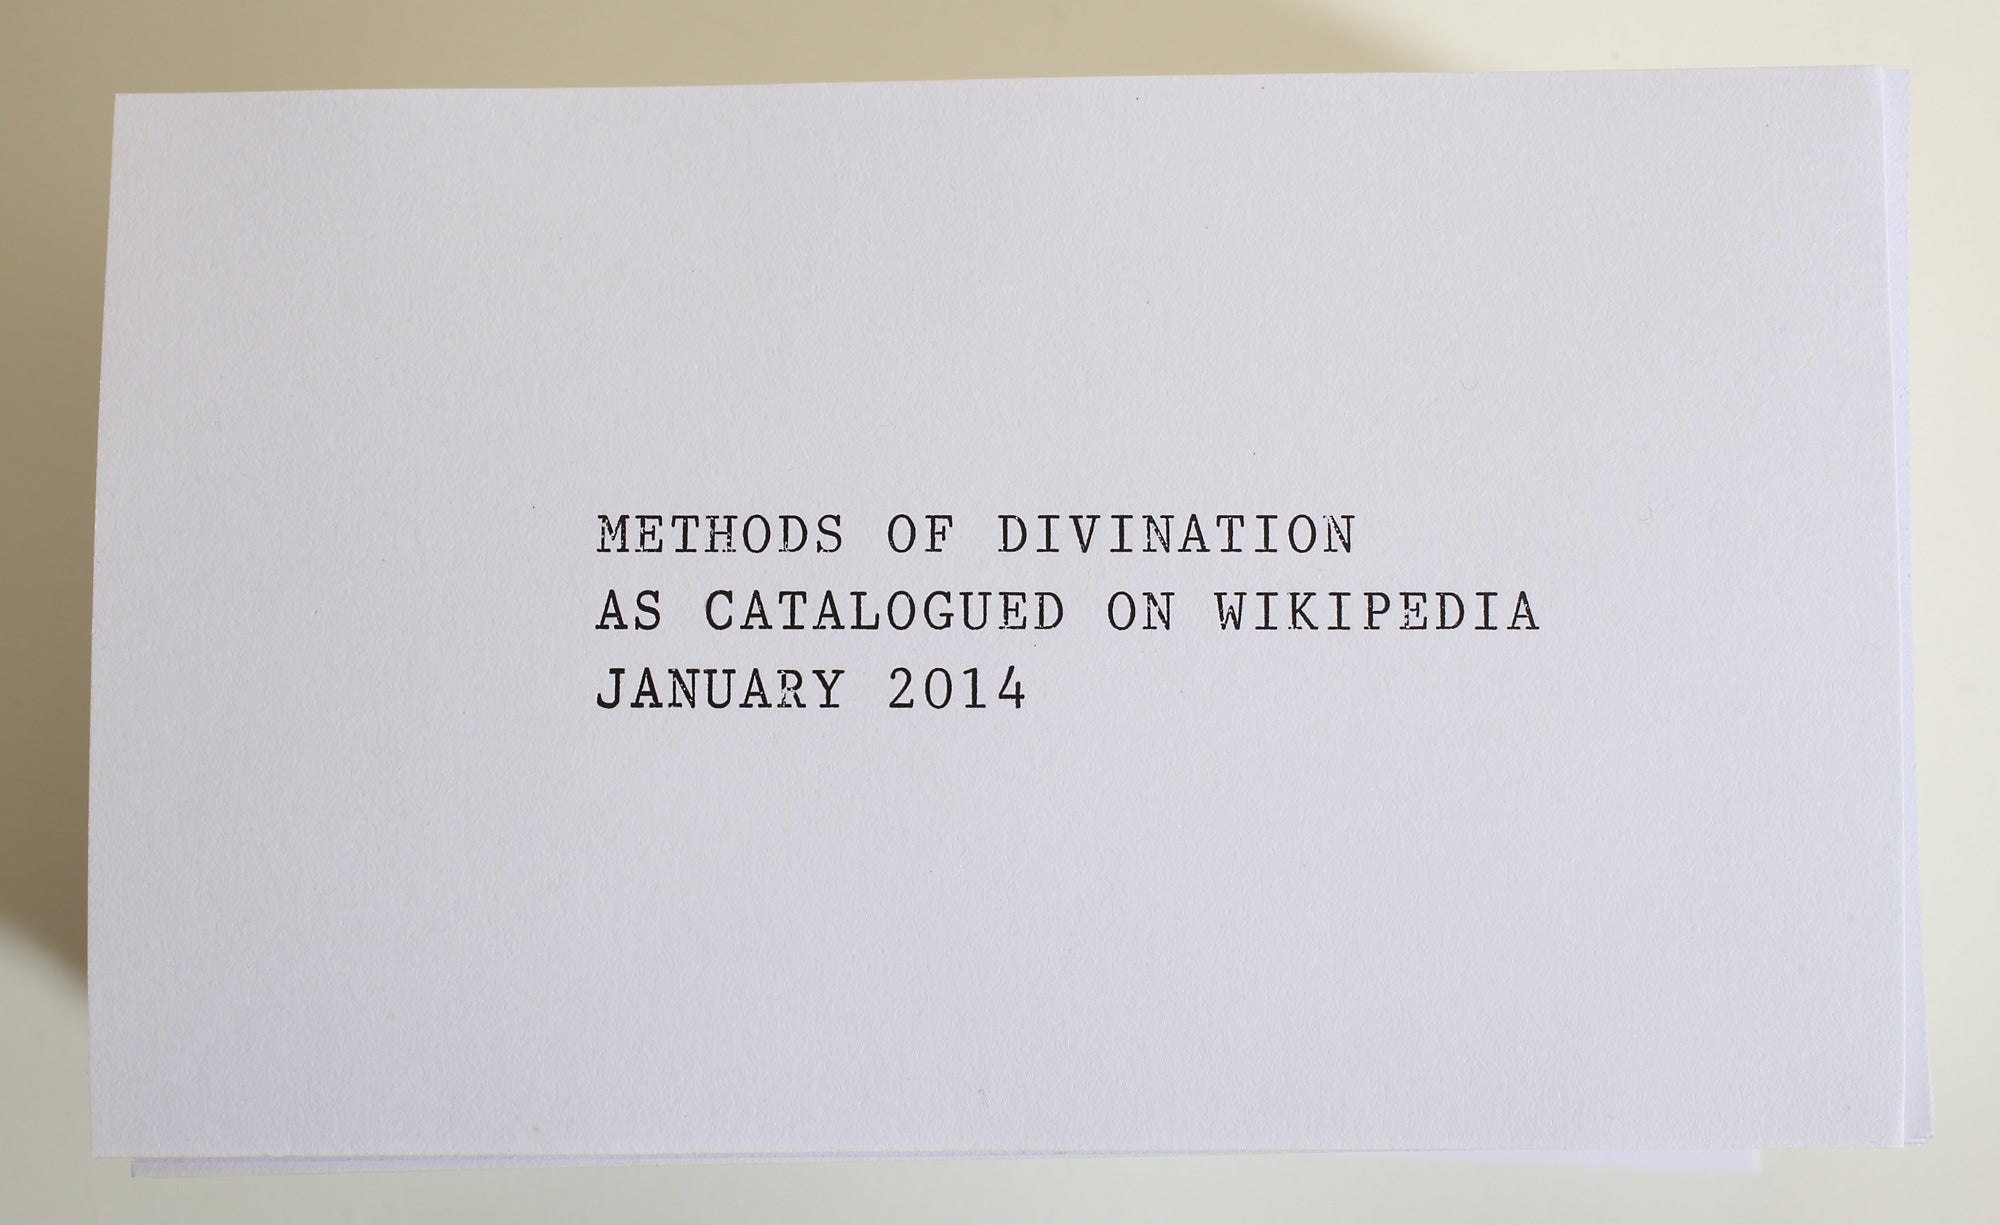 METHODS OF DIVINATION
AS CATALOGUED ON WIKIPEDIA
JANUARY 2014